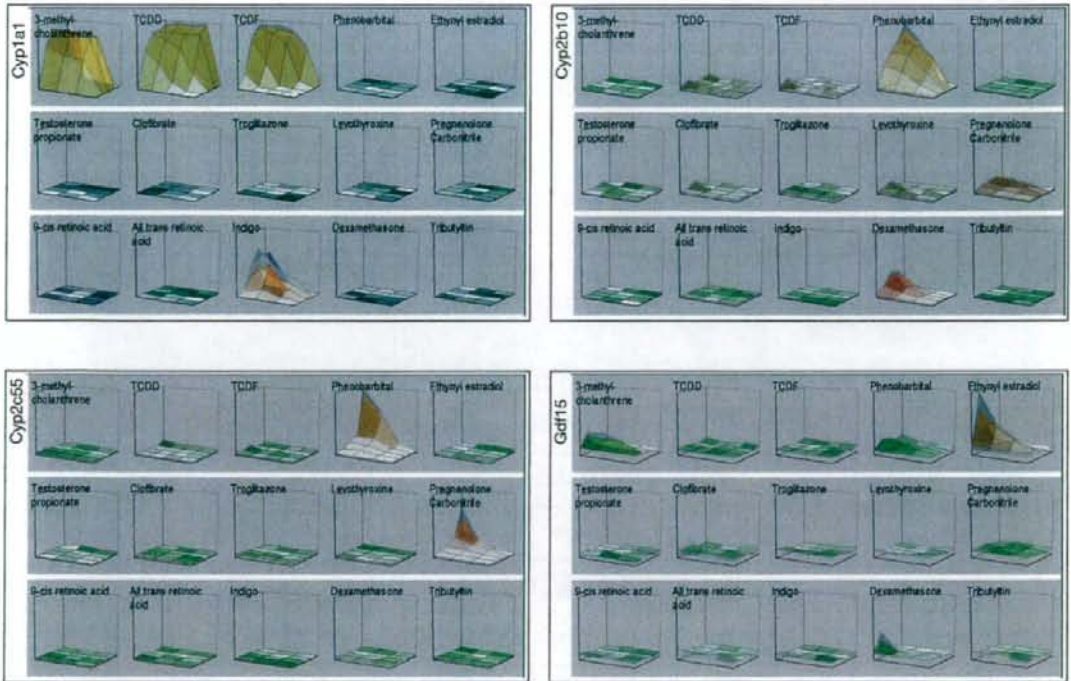 Cyp1a1
3-methyl-
cholanthrene
TCDD
TCDF
Phenobarbital
Ethynyl estradiol
Testosterone
propionate
Clofibrate
Troglitazone
Levothyroxine
Pregnenolone
Carbonitrile
9-cis retinoic acid
All trans retinoic
acid
Indigo
Dexamethasone
Tributyltin
Cyp2b10
3-methyl-
cholanthrene
TCDD
TCDF
Phenobarbital
Ethynyl estradiol
Testosterone
propionate
Clofibrate
Troglitazone
Levothyroxine
Pregnenolone
Carbonitrile
9-cis retinoic acid
All trans retinoic
acid
Indigo
Dexamethasone
Tributyltin
Cyp2c55
3-methyl-
cholanthrene
TCDD
TCDF
Phenobarbital
Ethynyl estradiol
Testosterone
propionate
Clofibrate
Troglitazone
Levothyroxine
Pregnenolone
Carbonitrile
9-cis retinoic acid
All trans retinoic
acid
Indigo
Dexamethasone
Tributyltin
Gdf15
3-methyl-
cholanthrene
TCDD
TCDF
Phenobarbital
Ethynyl estradiol
Testosterone
propionate
Clofibrate
Troglitazone
Levothyroxine
Pregnenolone
Carbonitrile
9-cis retinoic acid
All trans retinoic
acid
Indigo
Dexamethasone
Tributyltin